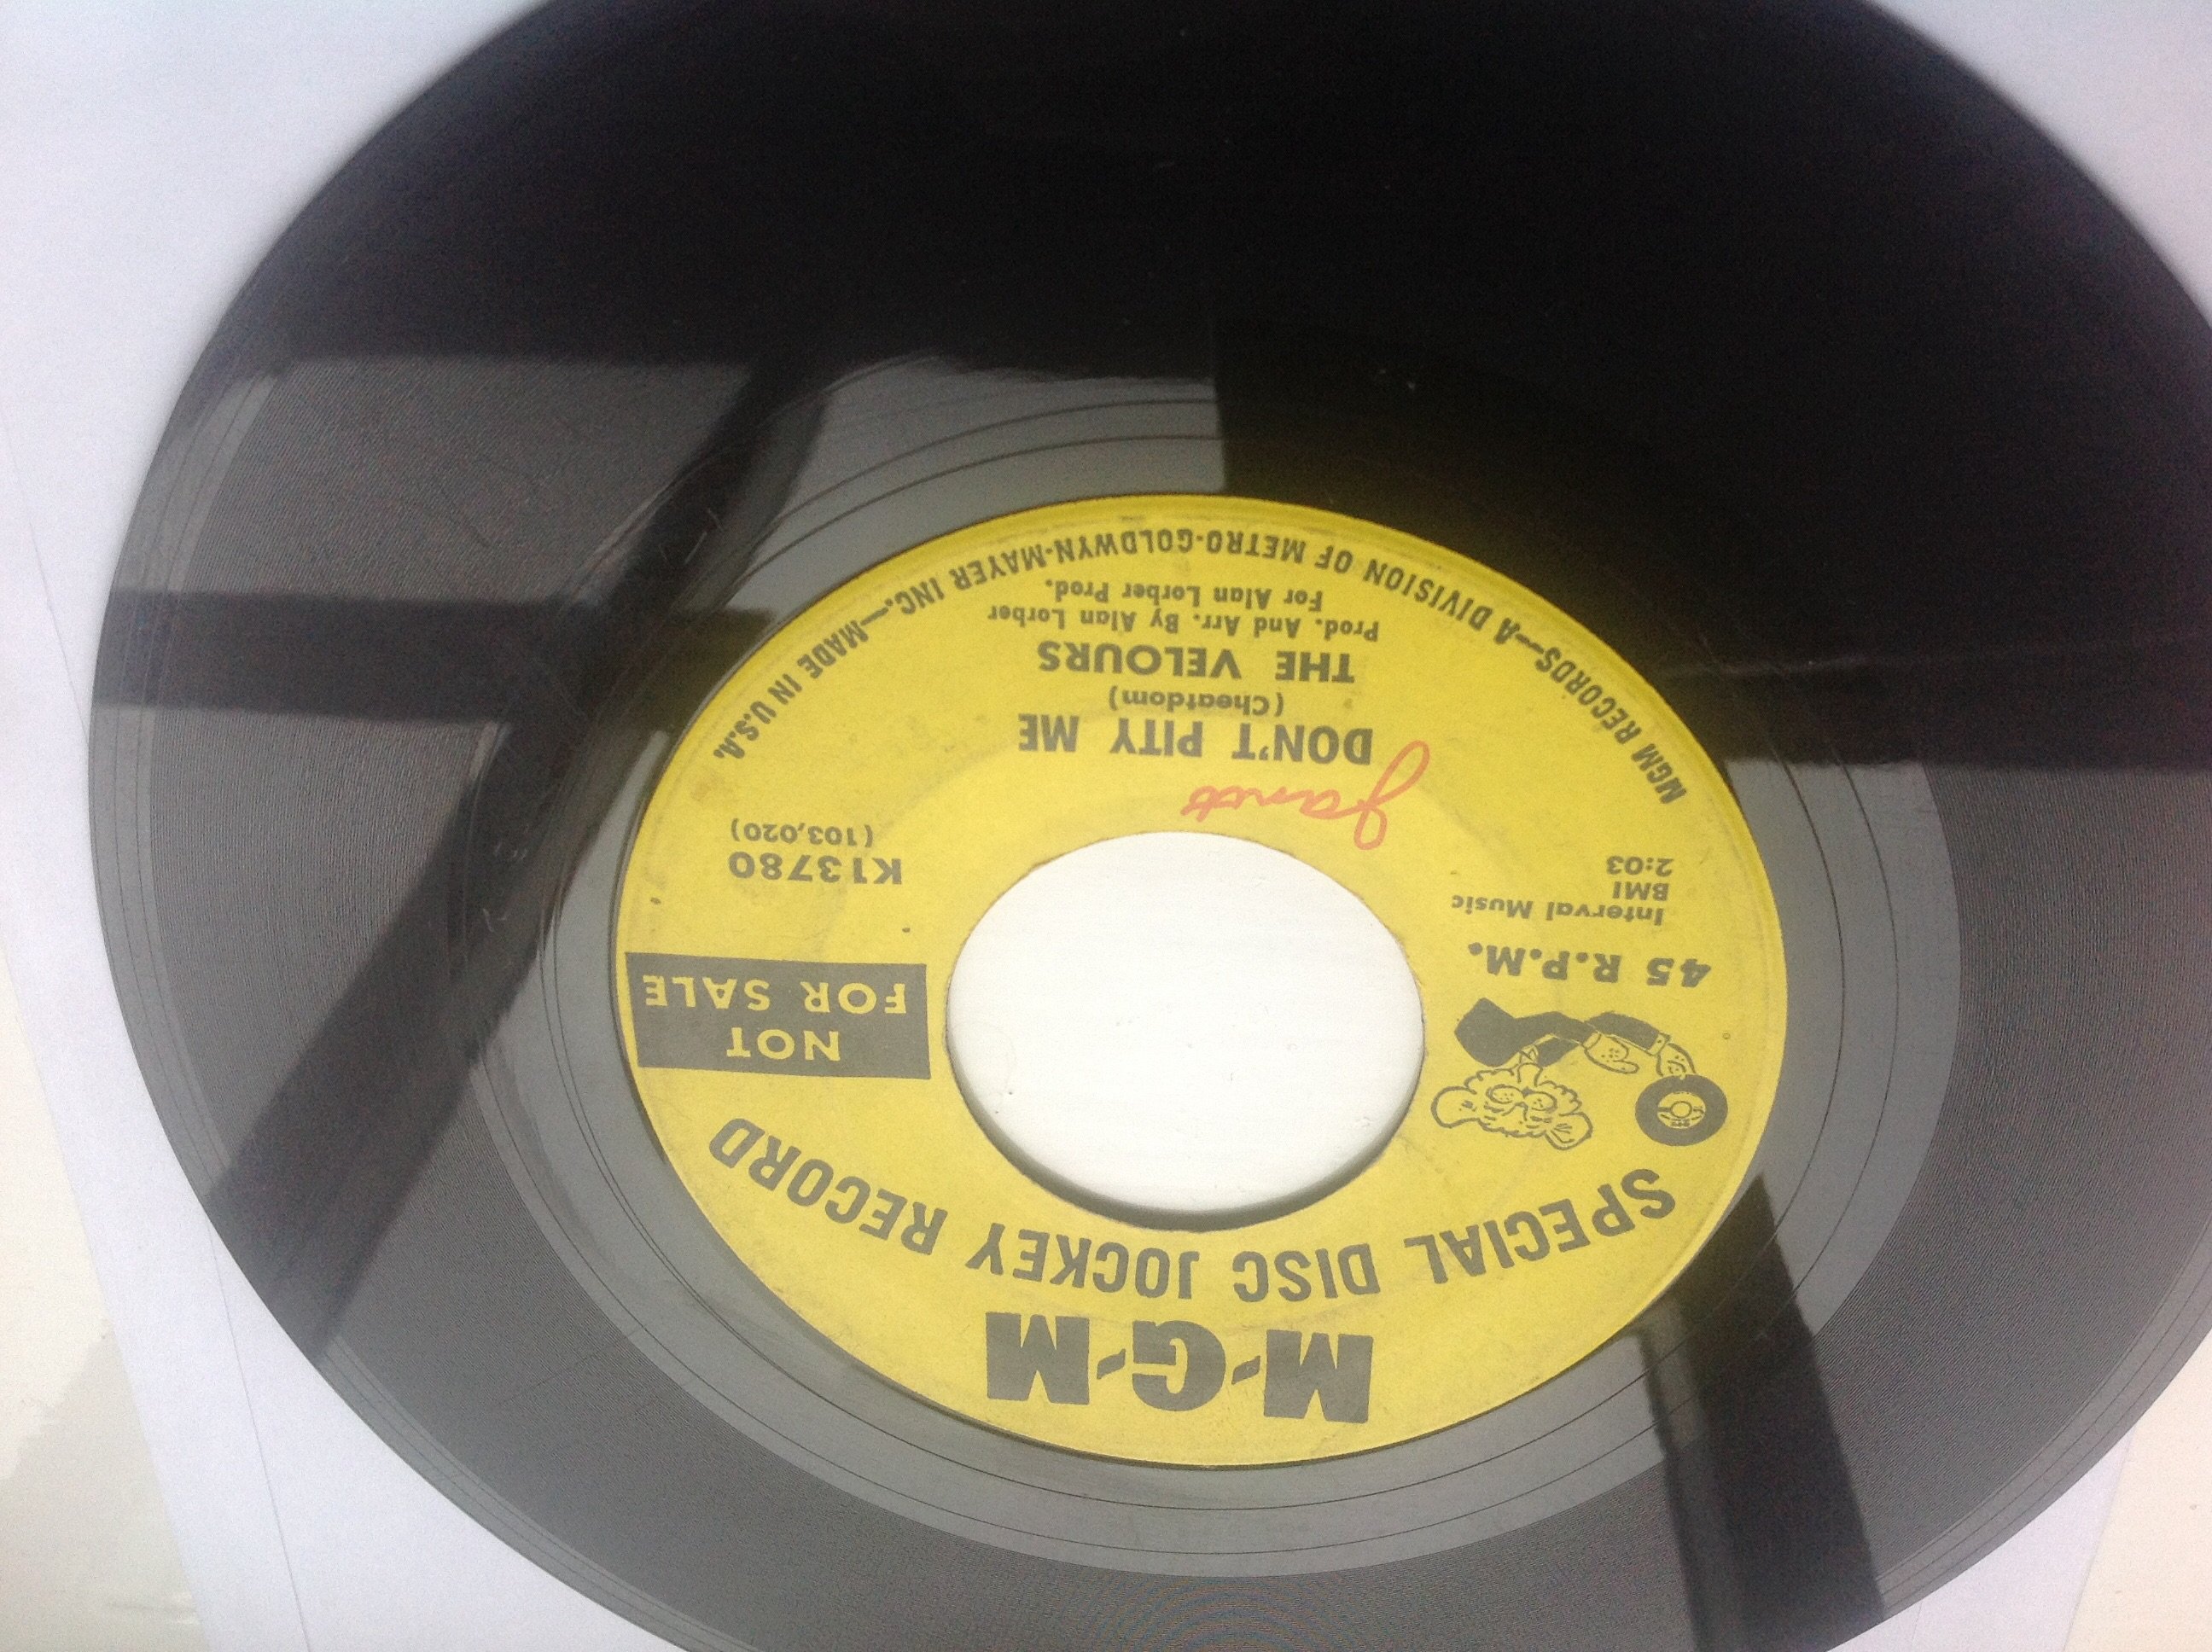 M-G-M
SPECIAL DISC JOCKEY RECORD
NOT
FOR SALE
45 R.P.M.
Interval Music
BMI
2:03
K13780
(103,020)
DON'T PITY ME
(Cheatdom)
THE VELOURS
Prod. And Arr. By Alan Lorber
For Alan Lorber Prod.
MGM RECORDS—A DIVISION OF METRO-GOLDWYN-MAYER INC.—MADE IN U.S.A.